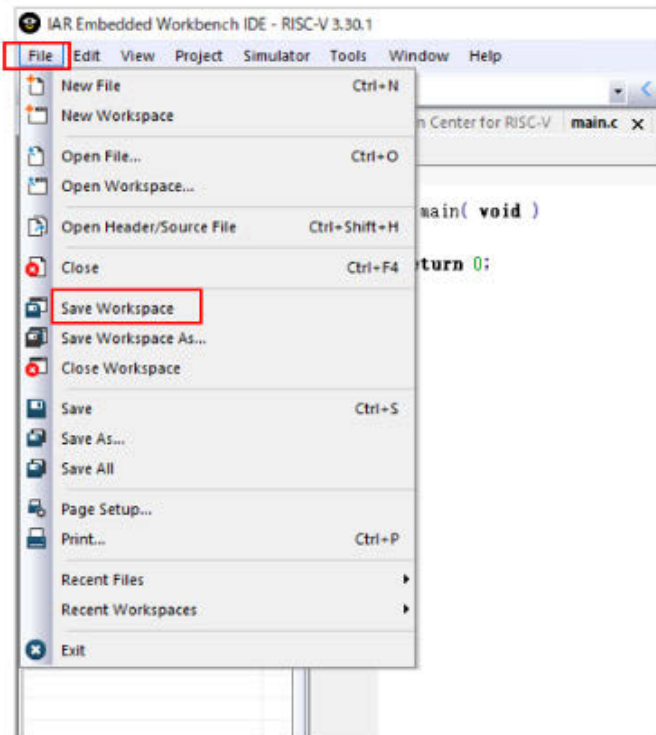 IAR Embedded Workbench IDE - RISC-V 3.30.1
File Edit View Project Simulator Tools Window Help
New File Ctrl+N
New Workspace
n Center for RISC-V main.c x
Open File... Ctrl+O
Open Workspace...
Open Header/Source File Ctrl+Shift+H
main( void )
Close Ctrl+F4
turn 0;
Save Workspace
Save Workspace As...
Close Workspace
Save Ctrl+S
Save As...
Save All
Page Setup...
Print... Ctrl+P
Recent Files
Recent Workspaces
Exit